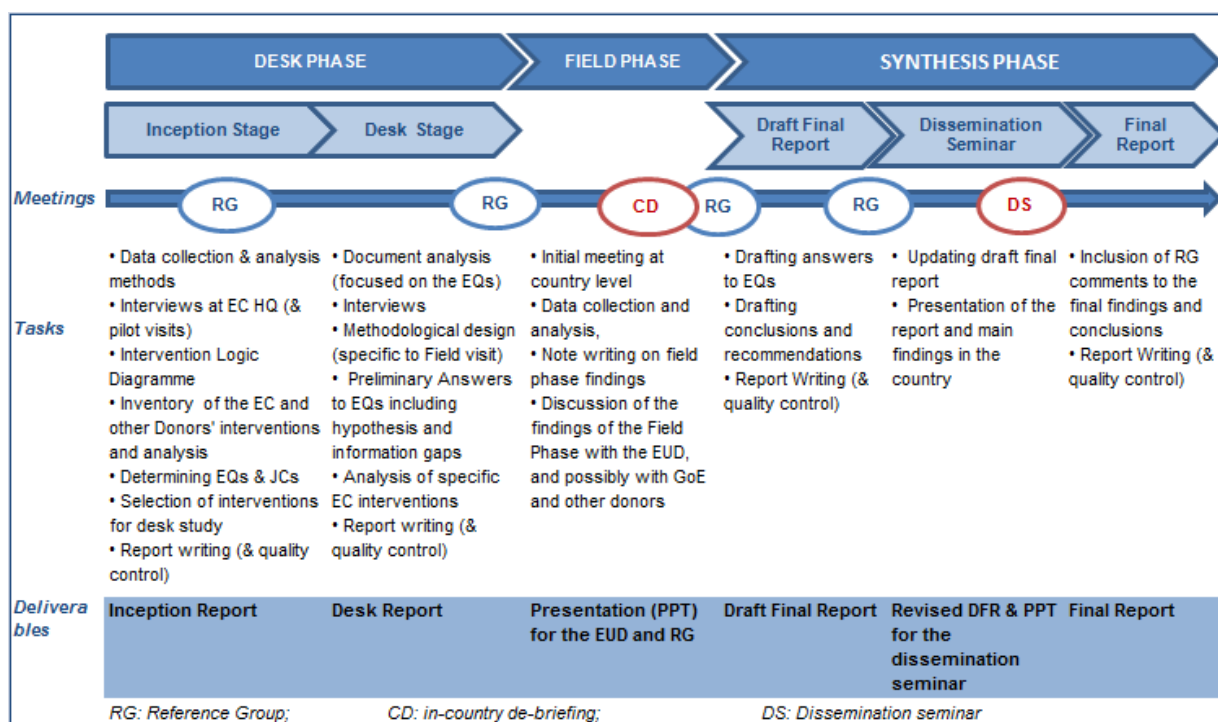 DESK PHASE
FIELD PHASE
SYNTHESIS PHASE
Inception Stage
Desk Stage
Draft Final
Report
Dissemination
Seminar
Final
Report
Meetings
RG
RG
CD
RG
RG
DS
Tasks
• Data collection & analysis
methods
• Interviews at EC HQ (&
pilot visits)
• Intervention Logic
Diagramme
• Inventory of the EC and
other Donors' interventions
and analysis
• Determining EQs & JCs
• Selection of interventions
for desk study
• Report writing (& quality
control)
• Document analysis
(focused on the EQs)
• Interviews
• Methodological design
(specific to Field visit)
• Preliminary Answers
to EQs including
hypothesis and
information gaps
• Analysis of specific
EC interventions
• Report writing (&
quality control)
• Initial meeting at
country level
• Data collection and
analysis,
• Note writing on field
phase findings
• Discussion of the
findings of the Field
Phase with the EUD,
and possibly with GoE
and other donors
• Drafting answers
to EQs
• Drafting
conclusions and
recommendations
• Report Writing (&
quality control)
• Updating draft final
report
• Presentation of the
report and main
findings in the
country
• Inclusion of RG
comments to the
final findings and
conclusions
• Report Writing (&
quality control)
Delivera
bles
Inception Report
Desk Report
Presentation (PPT)
for the EUD and RG
Draft Final Report
Revised DFR & PPT
for the
dissemination
seminar
Final Report
RG: Reference Group;
CD: in-country de-briefing;
DS: Dissemination seminar